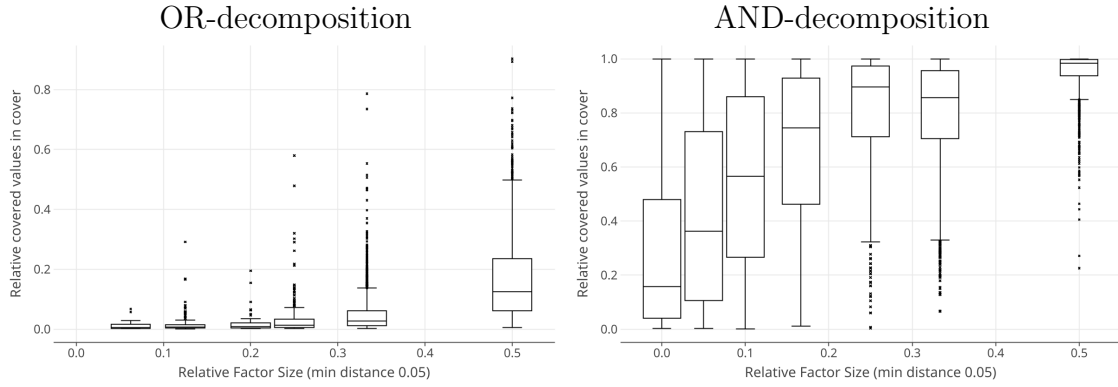 OR-decomposition
AND-decomposition
Relative covered values in cover
0.8
0.6
0.4
0.2
0.0
0.0 0.1 0.2 0.3 0.4 0.5
Relative Factor Size (min distance 0.05)
Relative covered values in cover
1.0
0.8
0.6
0.4
0.2
0.0
0.0 0.1 0.2 0.3 0.4 0.5
Relative Factor Size (min distance 0.05)